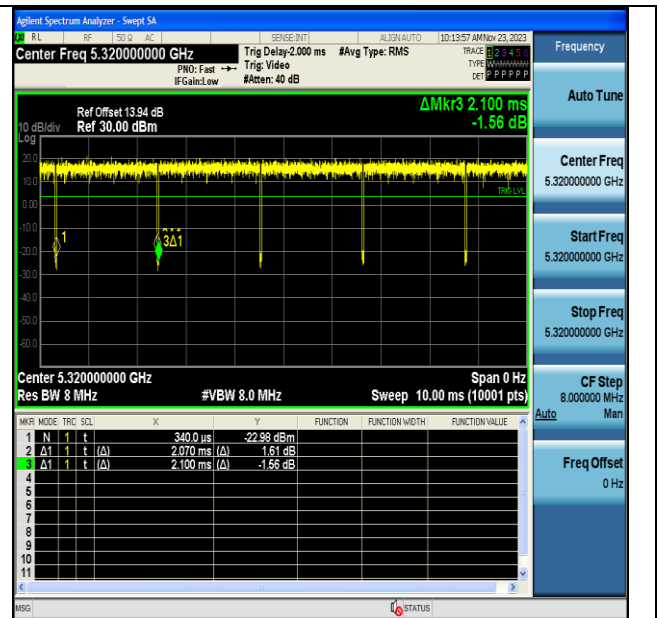 Agilent Spectrum Analyzer - Swept SA
RL RF 50 Ω AC SENSE:INT ALIGN AUTO 10:13:57 AM Nov 23, 2023
Center Freq 5.320000000 GHz Trig Delay-2.000 ms #Avg Type: RMS TRACE 1 2 3 4 5 6
PNO: Fast Trig: Video TYPE WWWWWW
IFGain:Low #Atten: 40 dB DET P P P P P P
Frequency
Auto Tune
Center Freq
5.320000000 GHz
Start Freq
5.320000000 GHz
Stop Freq
5.320000000 GHz
CF Step
8.000000 MHz
Auto Man
Freq Offset
0 Hz
ΔMkr3 2.100 ms
-1.56 dB
Ref Offset 13.94 dB
10 dB/div Ref 30.00 dBm
Log
20.0
10.0
0.00
-10.0
-20.0
-30.0
-40.0
-50.0
-60.0
TRIG LVL
1
3Δ1
Center 5.320000000 GHz Span 0 Hz
Res BW 8 MHz #VBW 8.0 MHz Sweep 10.00 ms (10001 pts)
MKR MODE TRC SCL X Y FUNCTION FUNCTION WIDTH FUNCTION VALUE
1 N 1 t 340.0 µs -22.98 dBm
2 Δ1 1 t (Δ) 2.070 ms (Δ) 1.61 dB
3 Δ1 1 t (Δ) 2.100 ms (Δ) -1.56 dB
4
5
6
7
8
9
10
11
MSG STATUS